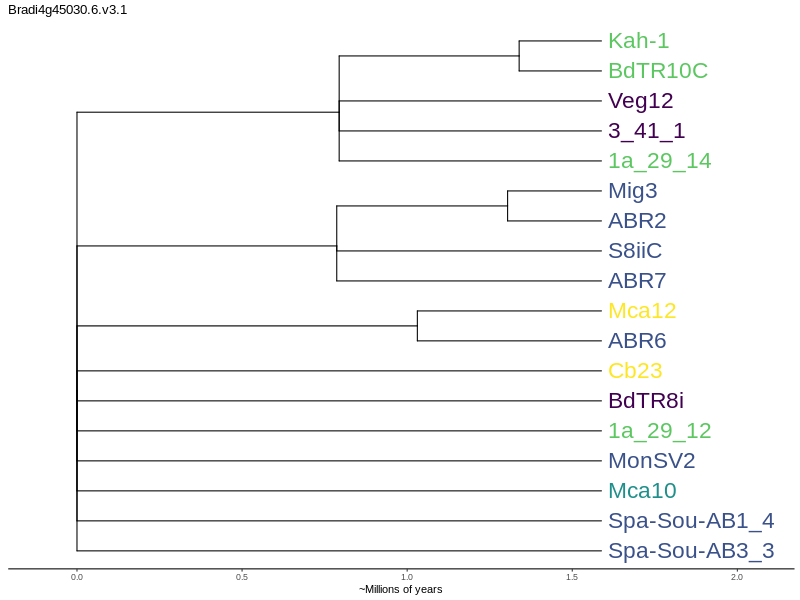 Bradi4g45030.6.v3.1
Kah-1
BdTR10C
Veg12
3_41_1
1a_29_14
Mig3
ABR2
S8iiC
ABR7
Mca12
ABR6
Cb23
BdTR8i
1a_29_12
MonSV2
Mca10
Spa-Sou-AB1_4
Spa-Sou-AB3_3
0.0 0.5 1.0 1.5 2.0
~Millions of years